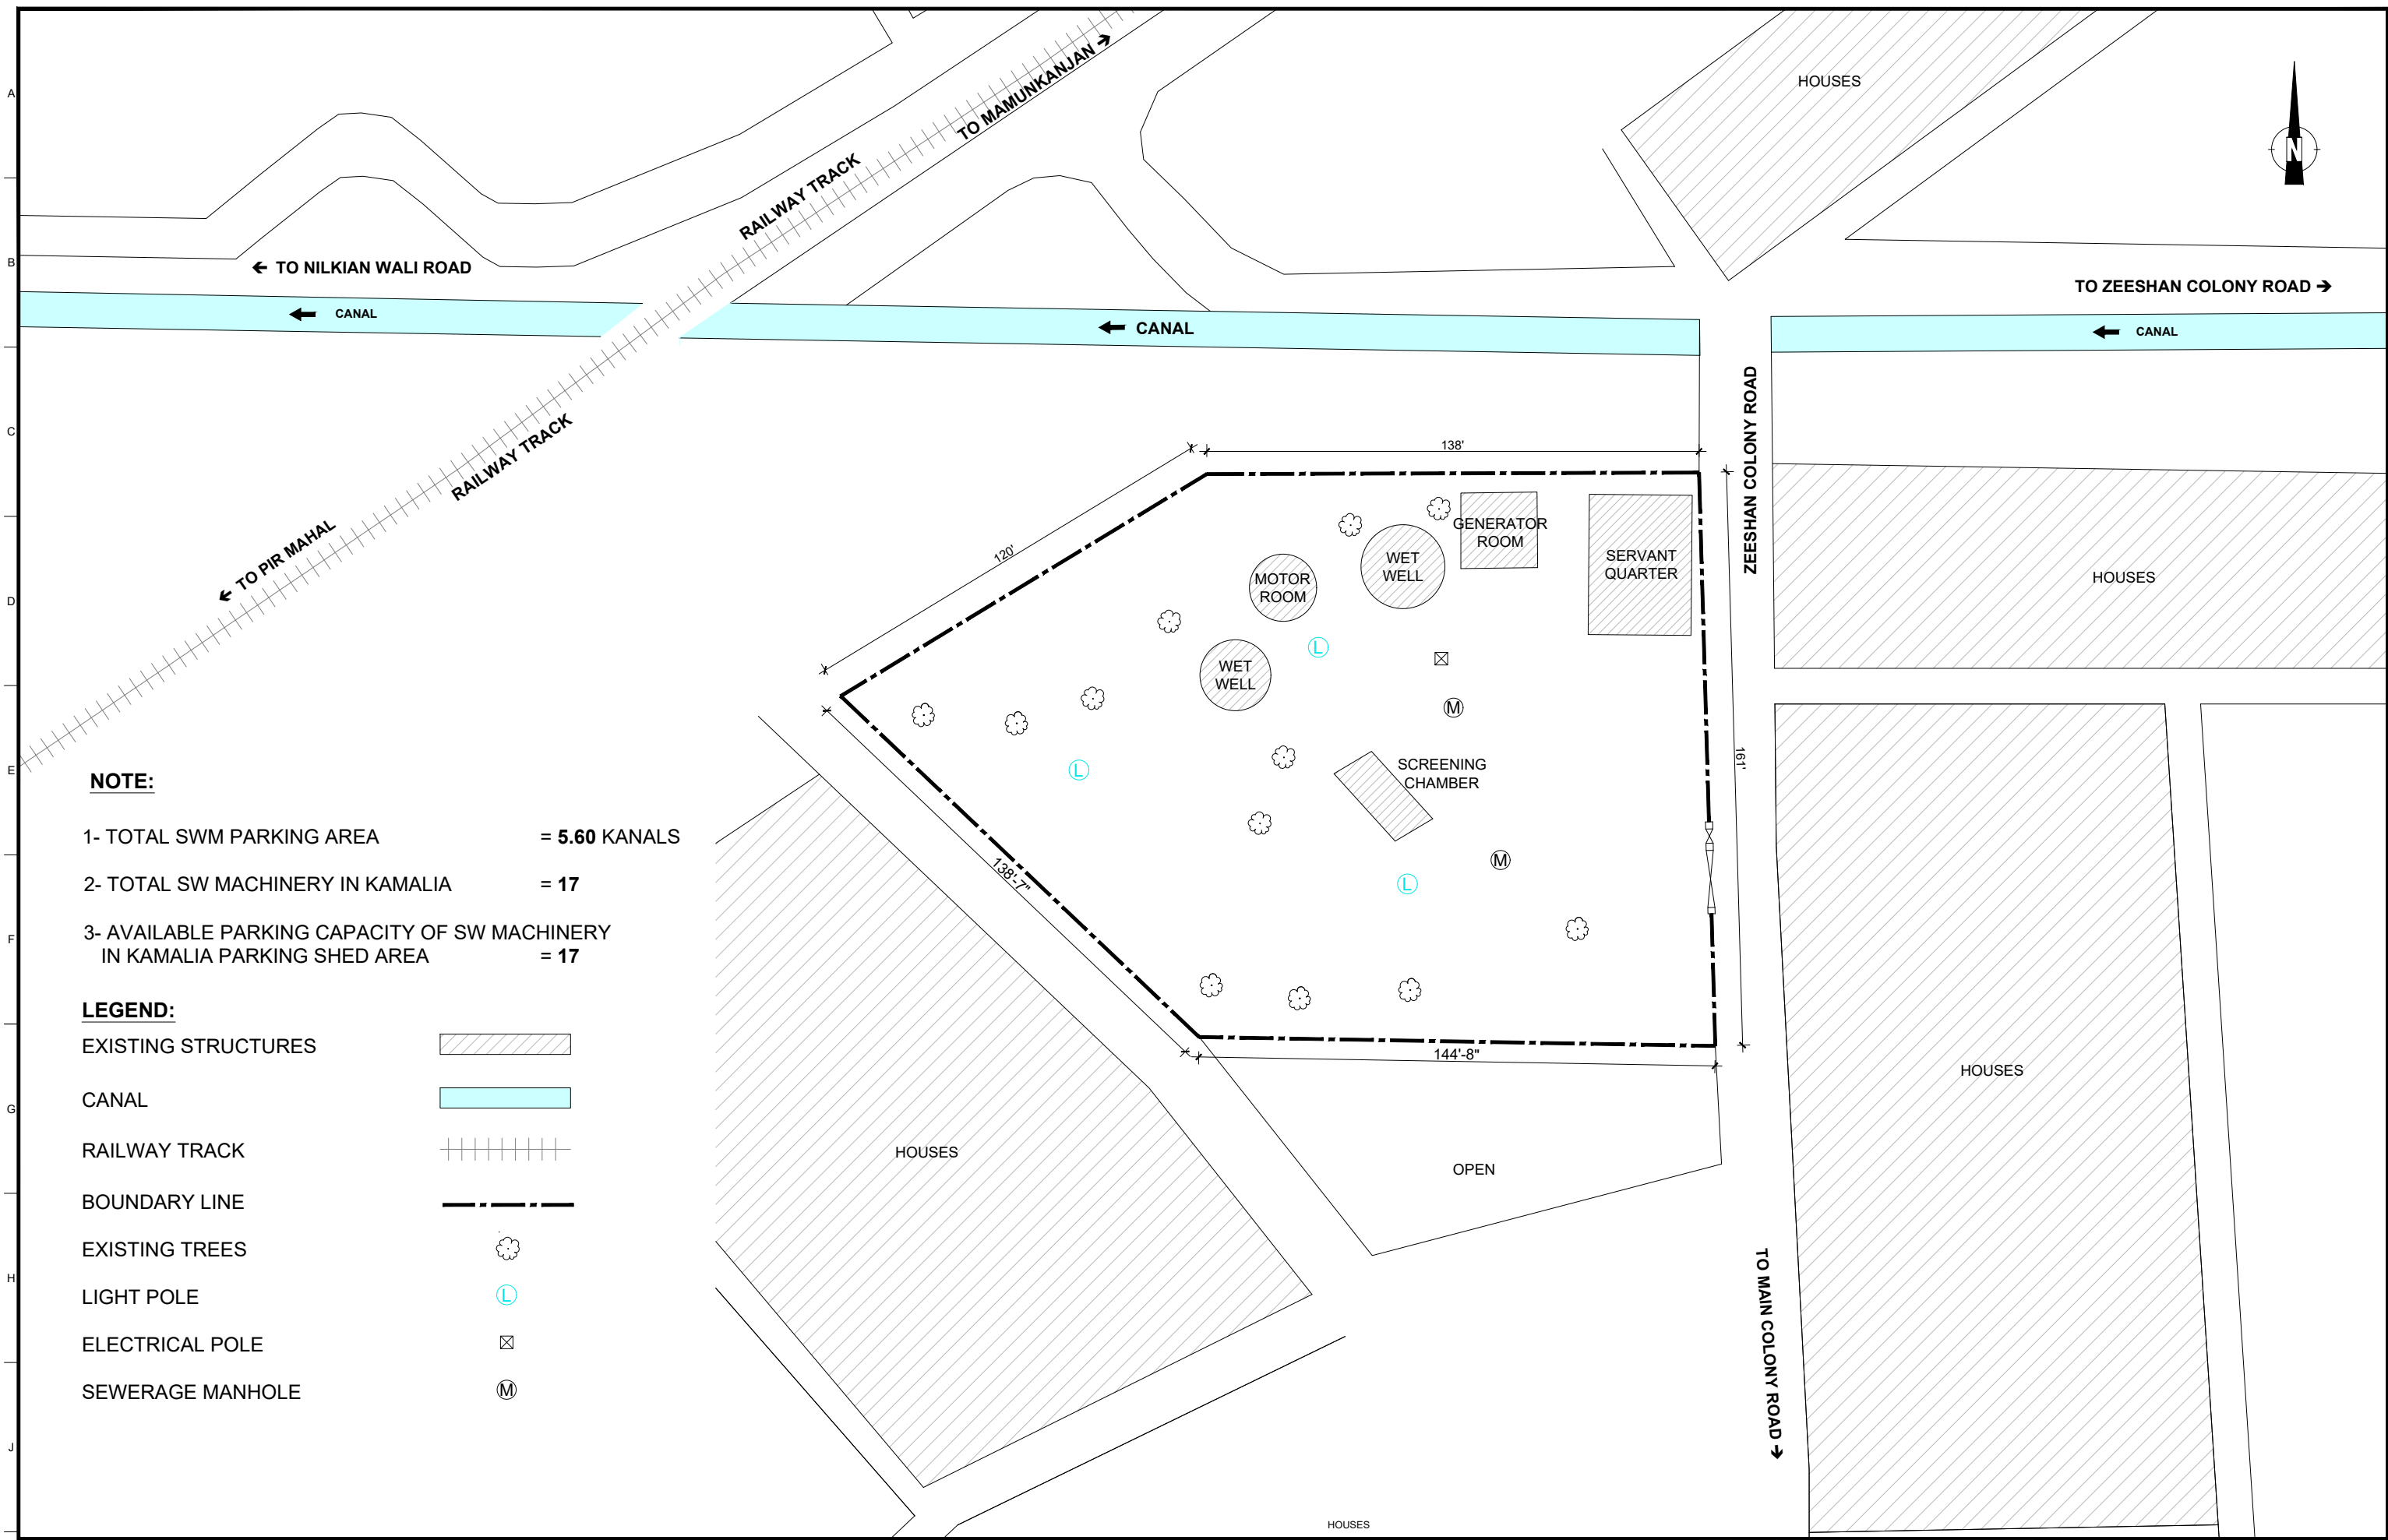 A
B
C
D
E
F
G
H
J
HOUSES
N
TO MAMUNKANJAN →
RAILWAY TRACK
← TO NILKIAN WALI ROAD
TO ZEESHAN COLONY ROAD →
← CANAL
← CANAL
← CANAL
ZEESHAN COLONY ROAD
RAILWAY TRACK
← TO PIR MAHAL
138'
120'
GENERATOR
ROOM
WET
WELL
SERVANT
QUARTER
MOTOR
ROOM
HOUSES
L
WET
WELL
M
161'
SCREENING
CHAMBER
L
M
L
138'-7"
144'-8"
HOUSES
HOUSES
OPEN
TO MAIN COLONY ROAD →
HOUSES
NOTE:
1- TOTAL SWM PARKING AREA = 5.60 KANALS
2- TOTAL SW MACHINERY IN KAMALIA = 17
3- AVAILABLE PARKING CAPACITY OF SW MACHINERY
IN KAMALIA PARKING SHED AREA = 17
LEGEND:
EXISTING STRUCTURES
CANAL
RAILWAY TRACK
BOUNDARY LINE
EXISTING TREES
LIGHT POLE L
ELECTRICAL POLE
SEWERAGE MANHOLE M